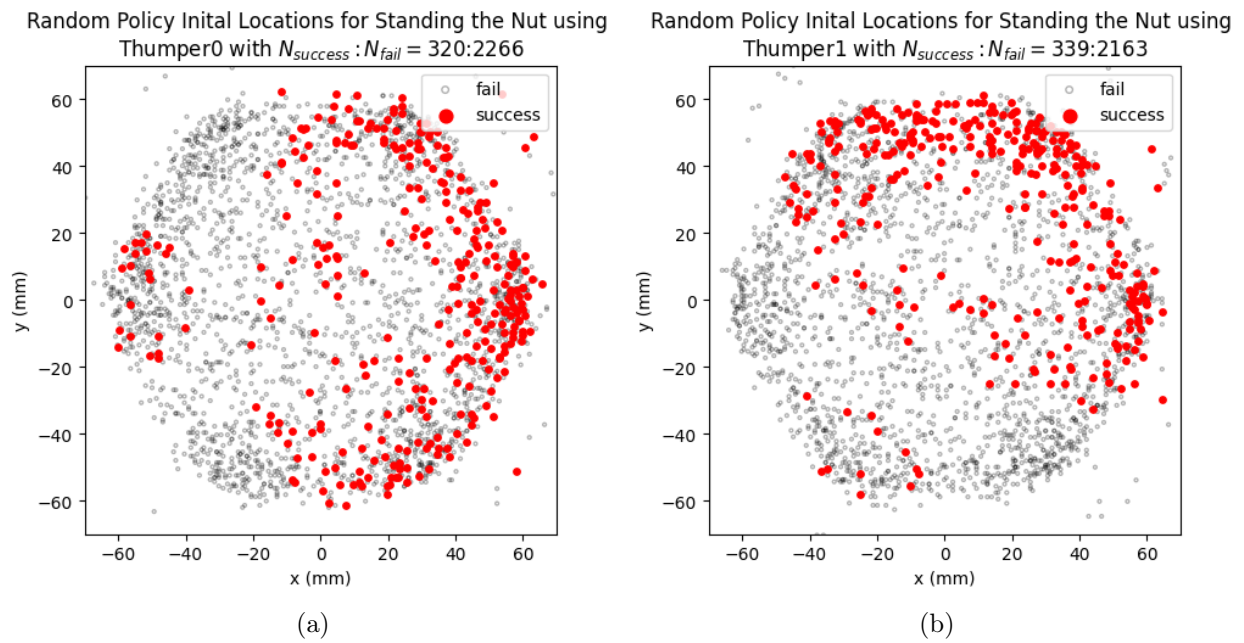 Random Policy Inital Locations for Standing the Nut using
Thumper0 with N_success : N_fail = 320:2266
fail
success
60
40
20
0
−20
−40
−60
y (mm)
−60 −40 −20 0 20 40 60
x (mm)
(a)
Random Policy Inital Locations for Standing the Nut using
Thumper1 with N_success : N_fail = 339:2163
fail
success
60
40
20
0
−20
−40
−60
y (mm)
−60 −40 −20 0 20 40 60
x (mm)
(b)